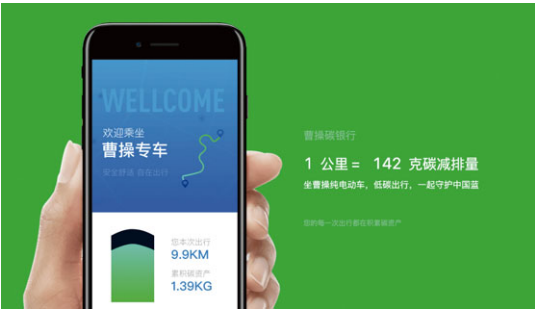 WELLCOME
欢迎乘坐
曹操专车
安全舒适 自在出行
您本次出行
9.9KM
累积碳资产
1.39KG
曹操碳银行
1 公里= 142 克碳减排量
坐曹操纯电动车，低碳出行，一起守护中国蓝
您的每一次出行都在积累碳资产